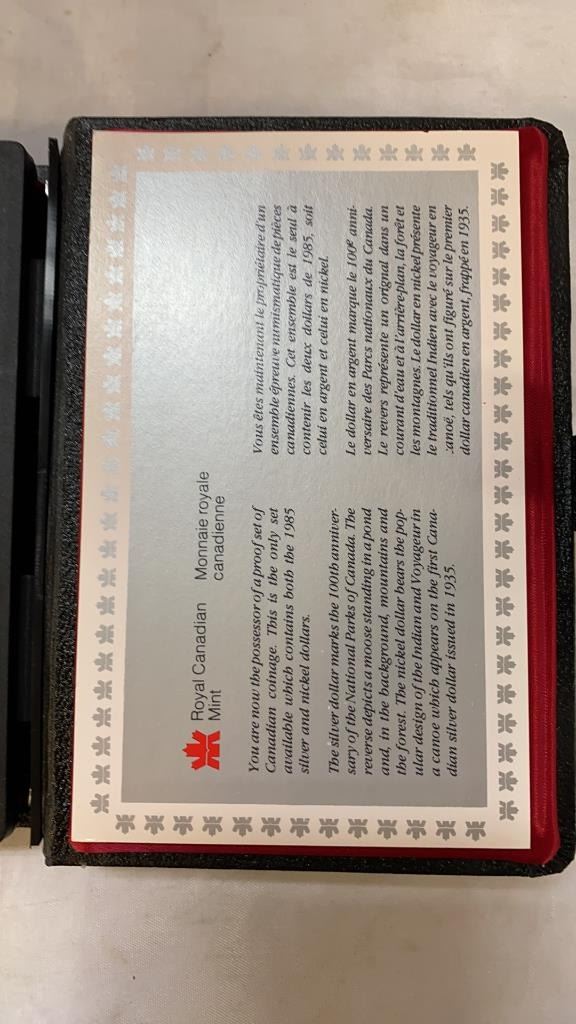 Royal Canadian
Mint
Monnaie royale
canadienne
You are now the possessor of a proof set of
Canadian coinage. This is the only set
available which contains both the 1985
silver and nickel dollars.
The silver dollar marks the 100th anniver-
sary of the National Parks of Canada. The
reverse depicts a moose standing in a pond
and, in the background, mountains and
the forest. The nickel dollar bears the pop-
ular design of the Indian and Voyageur in
a canoe which appears on the first Cana-
dian silver dollar issued in 1935.
Vous êtes maintenant le propriétaire d'un
ensemble épreuve numismatique de pièces
canadiennes. Cet ensemble est le seul à
contenir les deux dollars de 1985, soit
celui en argent et celui en nickel.
Le dollar en argent marque le 100e anni-
versaire des Parcs nationaux du Canada.
Le revers représente un orignal dans un
courant d'eau et à l'arrière-plan, la forêt et
les montagnes. Le dollar en nickel présente
le traditionnel Indien avec le voyageur en
canoë, tels qu'ils ont figuré sur le premier
dollar canadien en argent, frappé en 1935.